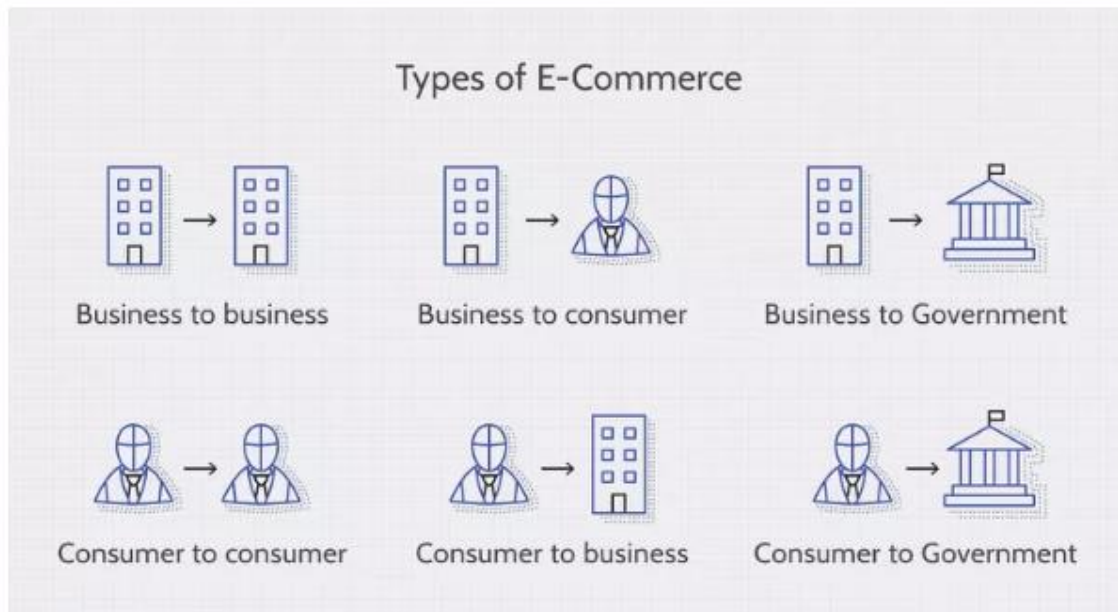 Types of E-Commerce
Business to business
Business to consumer
Business to Government
Consumer to consumer
Consumer to business
Consumer to Government